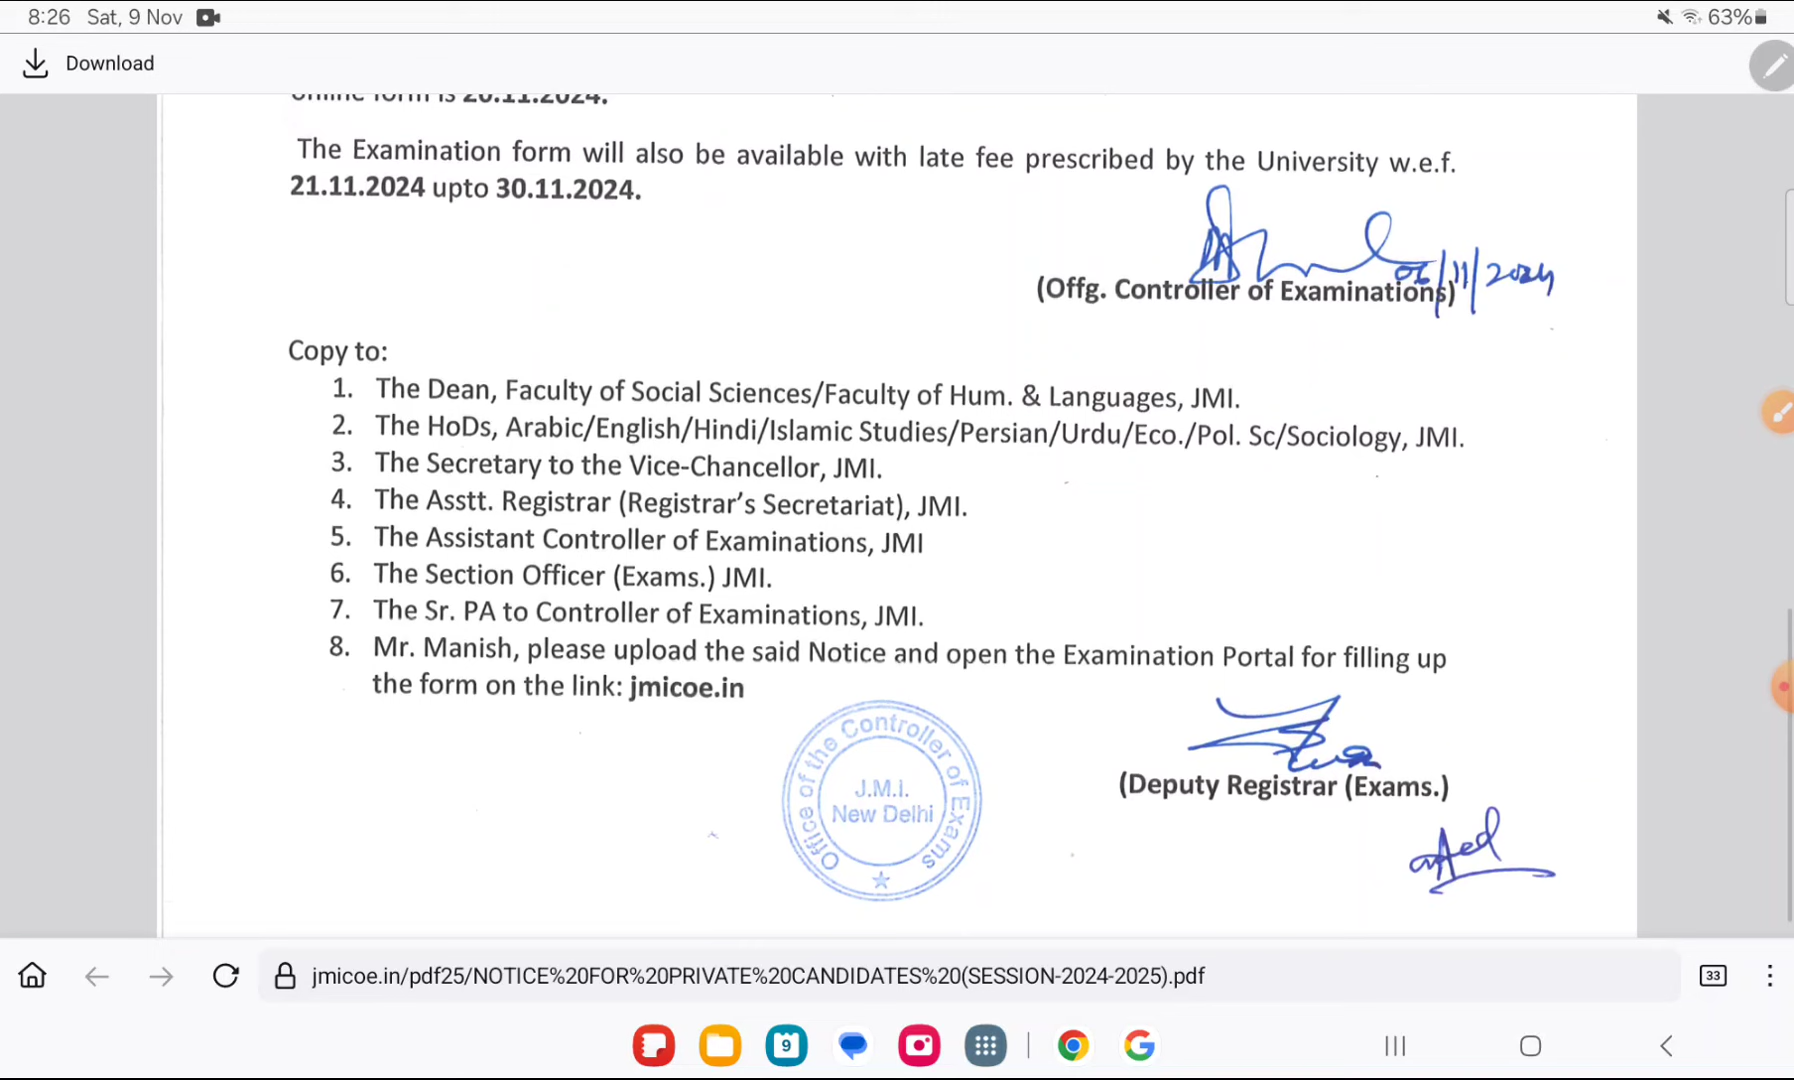 8:26 Sat, 9 Nov
63%
Download
online form is 20.11.2024.
The Examination form will also be available with late fee prescribed by the University w.e.f.
21.11.2024 upto 30.11.2024.
06/11/2024
(Offg. Controller of Examinations)
Copy to:
1. The Dean, Faculty of Social Sciences/Faculty of Hum. & Languages, JMI.
2. The HoDs, Arabic/English/Hindi/Islamic Studies/Persian/Urdu/Eco./Pol. Sc/Sociology, JMI.
3. The Secretary to the Vice-Chancellor, JMI.
4. The Asstt. Registrar (Registrar's Secretariat), JMI.
5. The Assistant Controller of Examinations, JMI
6. The Section Officer (Exams.) JMI.
7. The Sr. PA to Controller of Examinations, JMI.
8. Mr. Manish, please upload the said Notice and open the Examination Portal for filling up
the form on the link: jmicoe.in
Office of the Controller of Exams
J.M.I.
New Delhi
(Deputy Registrar (Exams.)
jmicoe.in/pdf25/NOTICE%20FOR%20PRIVATE%20CANDIDATES%20(SESSION-2024-2025).pdf
33
9